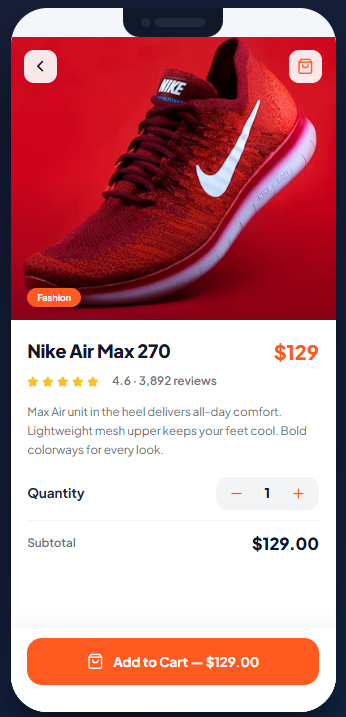 NIKE
Fashion
Nike Air Max 270
$129
4.6 · 3,892 reviews
Max Air unit in the heel delivers all-day comfort.
Lightweight mesh upper keeps your feet cool. Bold
colorways for every look.
Quantity
1
Subtotal
$129.00
Add to Cart — $129.00